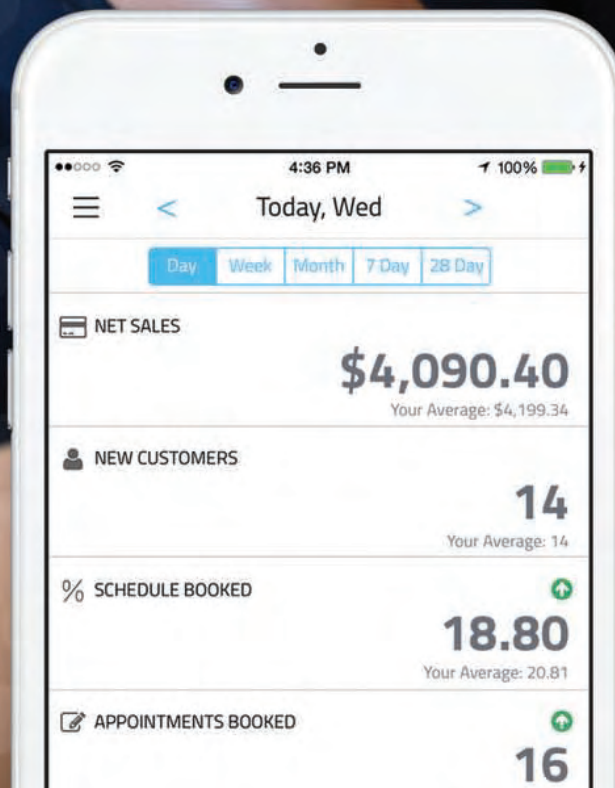 4:36 PM
100%
Today, Wed
Day Week Month 7 Day 28 Day
NET SALES
$4,090.40
Your Average: $4,199.34
NEW CUSTOMERS
14
Your Average: 14
% SCHEDULE BOOKED
18.80
Your Average: 20.81
APPOINTMENTS BOOKED
16